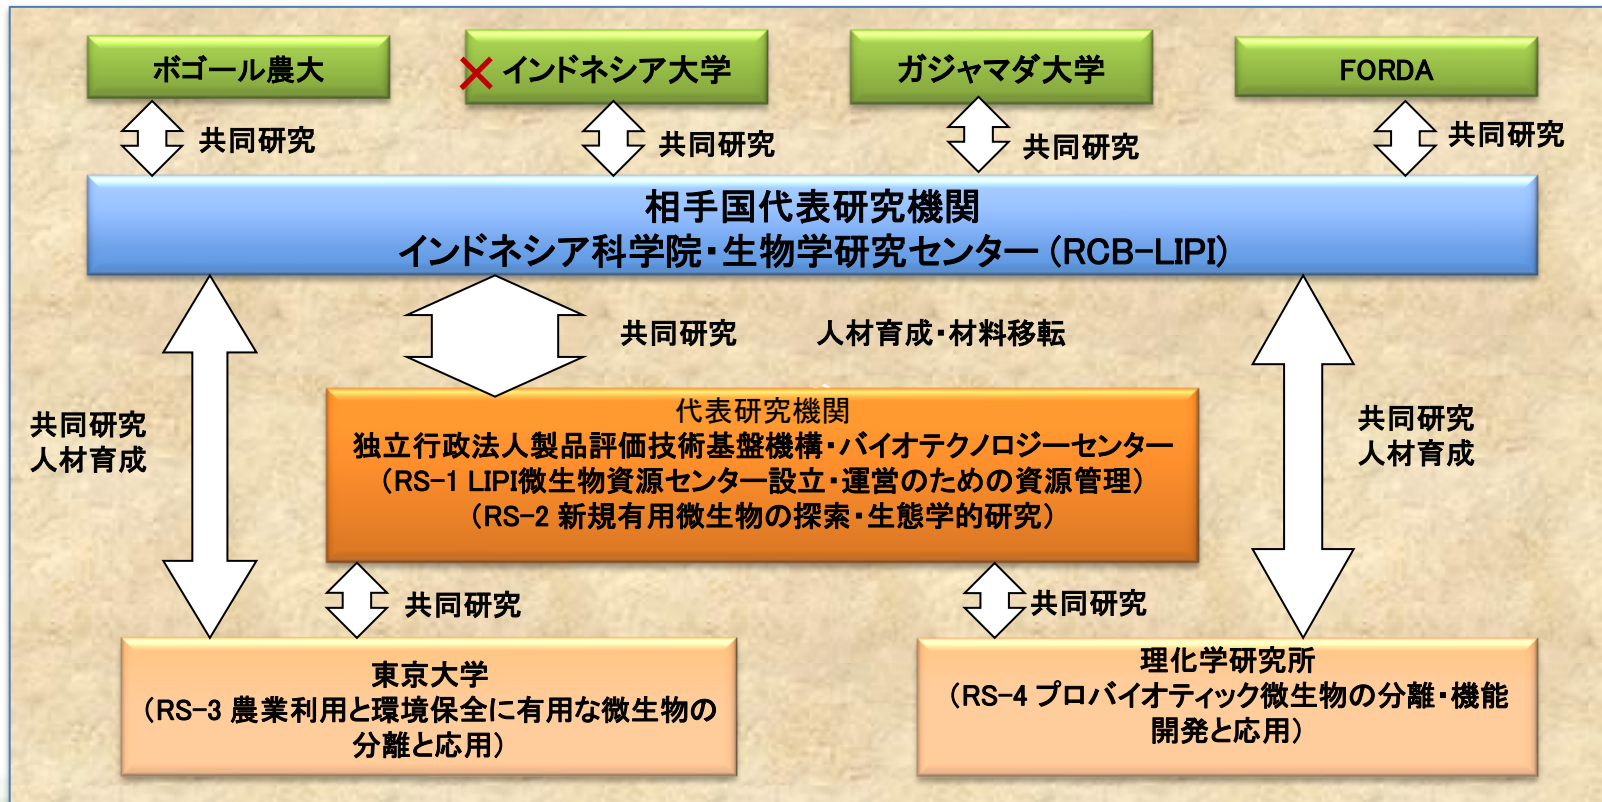 ボゴール農大
インドネシア大学
ガジャマダ大学
FORDA
共同研究
共同研究
共同研究
共同研究
相手国代表研究機関
インドネシア科学院・生物学研究センター (RCB-LIPI)
共同研究
人材育成・材料移転
共同研究
人材育成
共同研究
人材育成
代表研究機関
独立行政法人製品評価技術基盤機構・バイオテクノロジーセンター
（RS-1 LIPI微生物資源センター設立・運営のための資源管理）
（RS-2 新規有用微生物の探索・生態学的研究）
共同研究
共同研究
東京大学
（RS-3 農業利用と環境保全に有用な微生物の
分離と応用）
理化学研究所
（RS-4 プロバイオティック微生物の分離・機能
開発と応用）